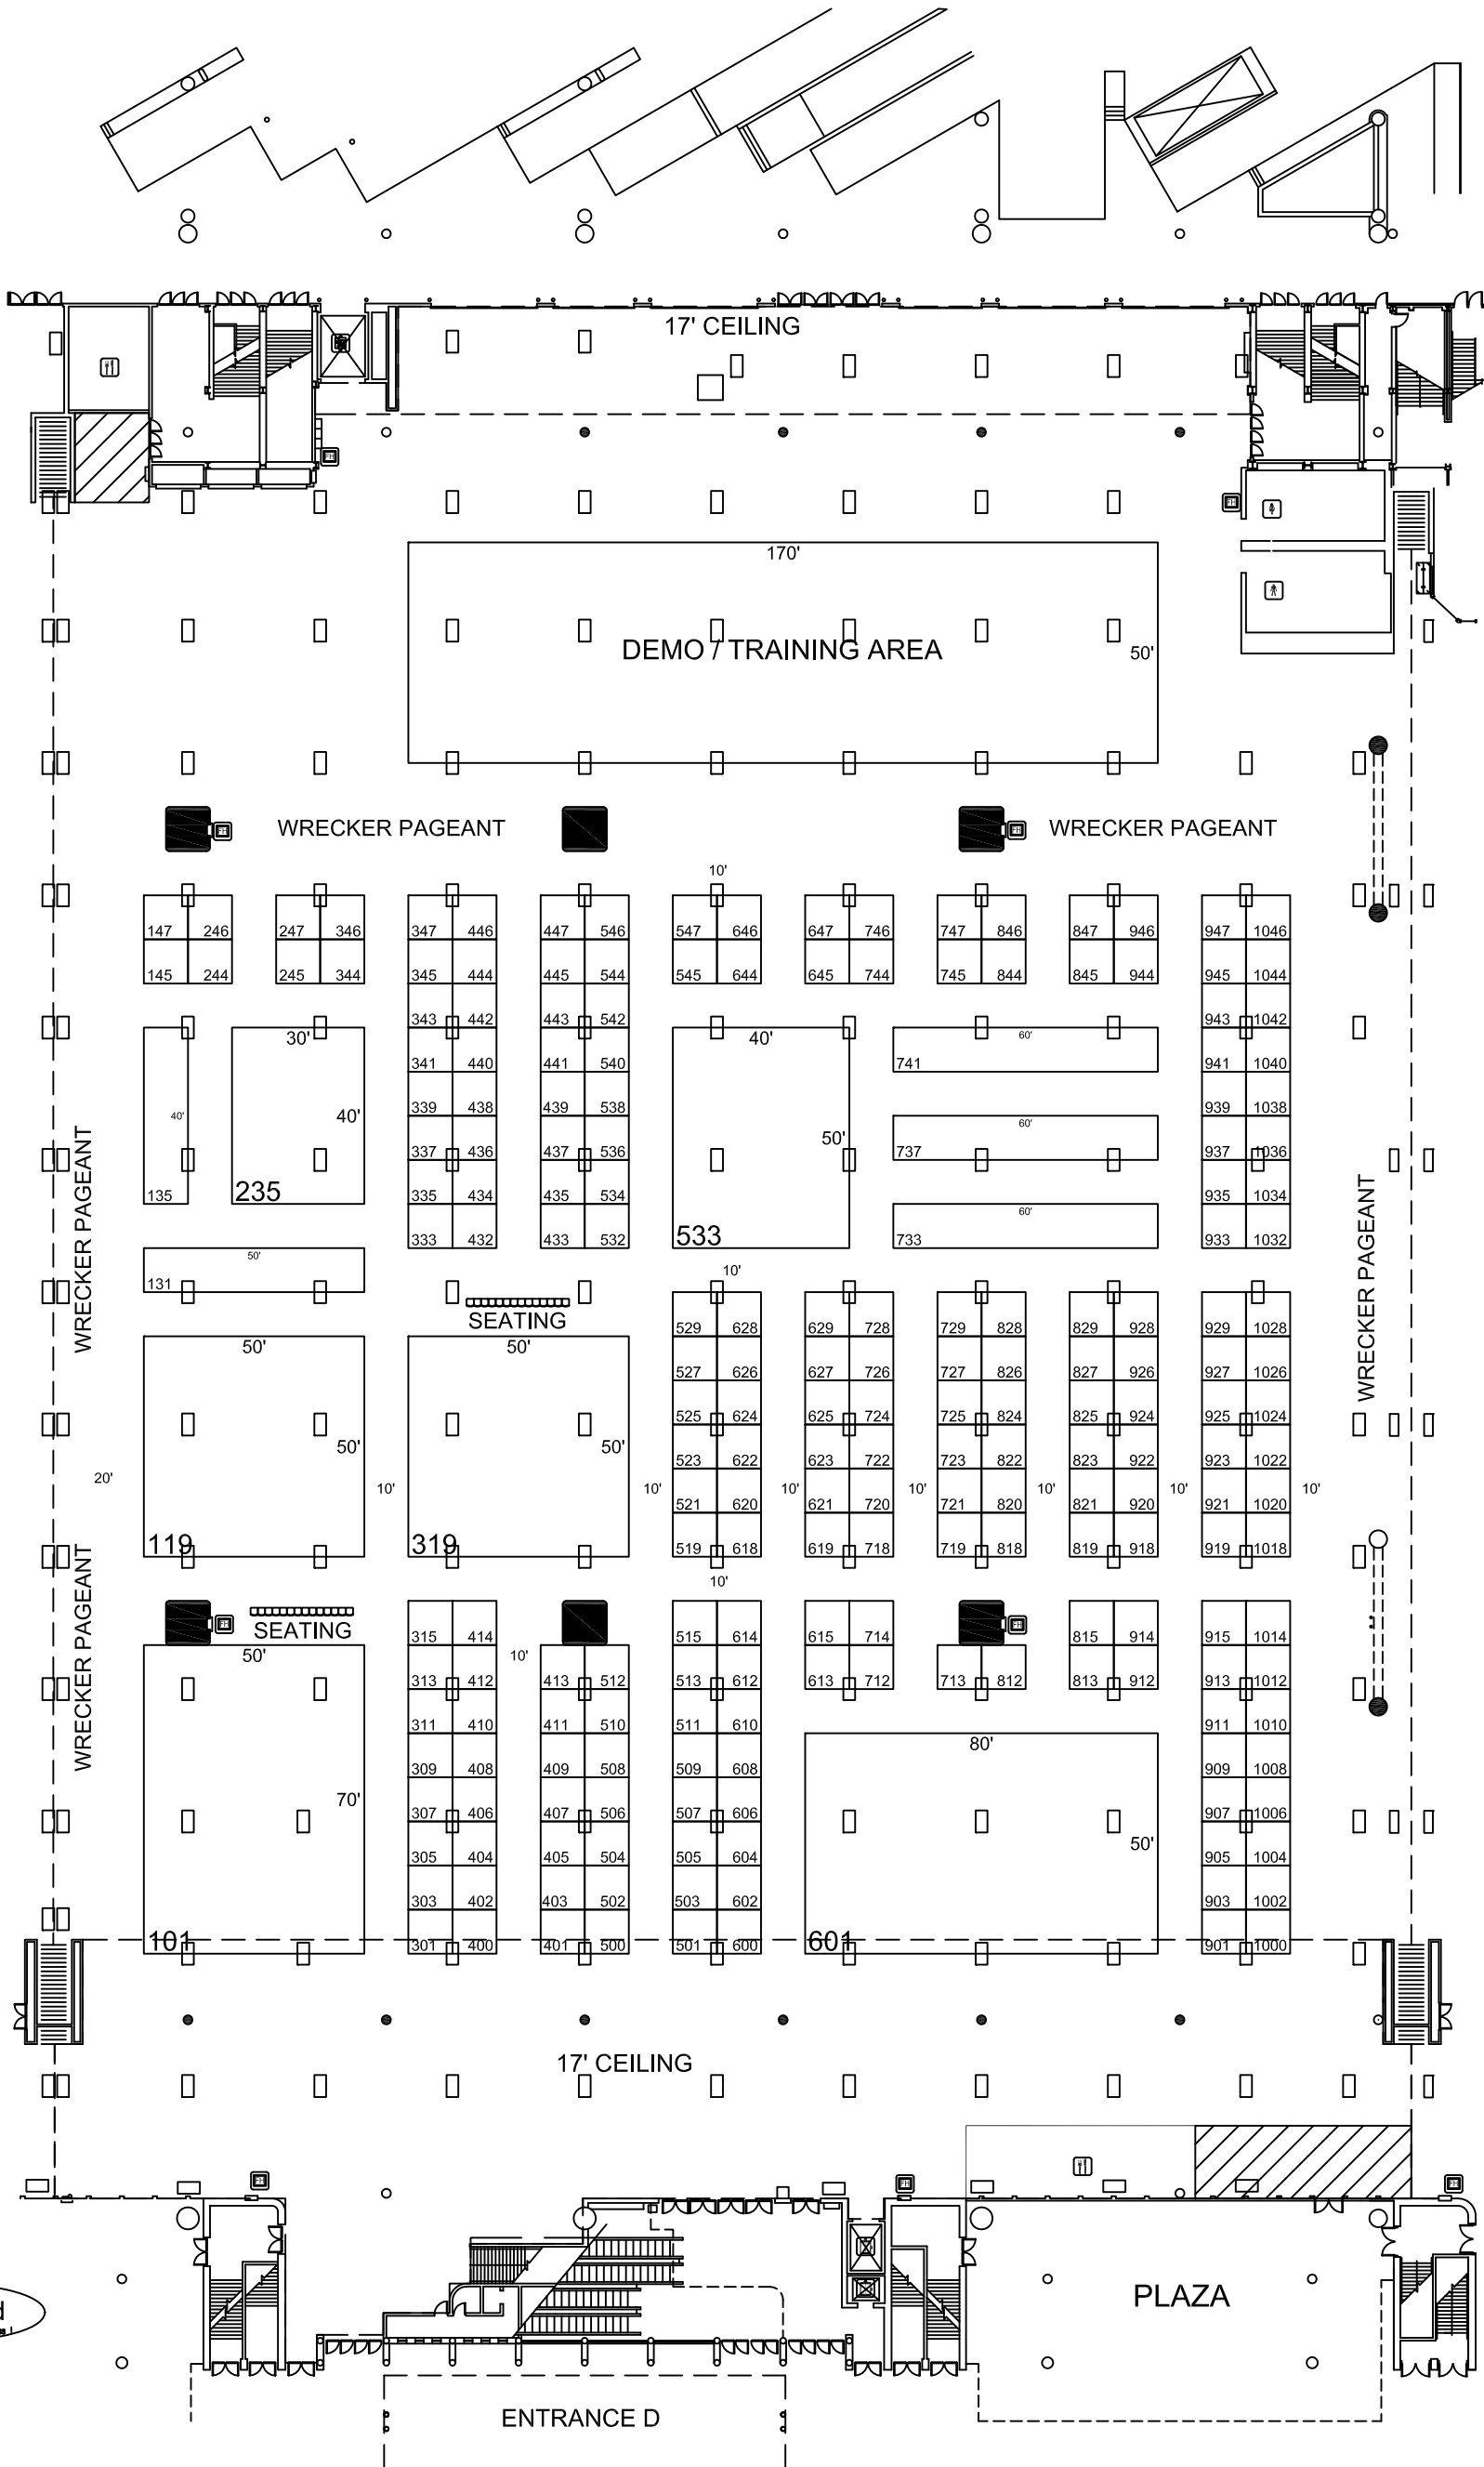 17' CEILING
170'
DEMO / TRAINING AREA
50'
WRECKER PAGEANT
WRECKER PAGEANT
10'
147 246 247 346 347 446 447 546 547 646 647 746 747 846 847 946 947 1046
145 244 245 344 345 444 445 544 545 644 645 744 745 844 845 944 945 1044
343 442 443 542 943 1042
30' 40' 60'
341 440 441 540 741 941 1040
40' 40' 339 438 439 538 939 1038
60'
50'
337 436 437 536 737 937 1036
135 235 335 434 435 534 935 1034
60'
333 432 433 532 533 733 933 1032
WRECKER PAGEANT
WRECKER PAGEANT
50'
131
10'
SEATING
529 628 629 728 729 828 829 928 929 1028
50' 50'
527 626 627 726 727 826 827 926 927 1026
525 624 625 724 725 824 825 924 925 1024
50' 50'
523 622 623 722 723 822 823 922 923 1022
20' 10' 10' 10' 10' 10' 10' 10'
521 620 621 720 721 820 821 920 921 1020
119 319 519 618 619 718 719 818 819 918 919 1018
WRECKER PAGEANT
10'
SEATING
315 414 515 614 615 714 815 914 915 1014
50' 10'
313 412 413 512 513 612 613 712 713 812 813 912 913 1012
311 410 411 510 511 610 911 1010
80'
309 408 409 508 509 608 909 1008
70'
307 406 407 506 507 606 907 1006
50'
305 404 405 504 505 604 905 1004
303 402 403 502 503 602 903 1002
101 301 400 401 500 501 600 601 901 1000
17' CEILING
PLAZA
ENTRANCE D